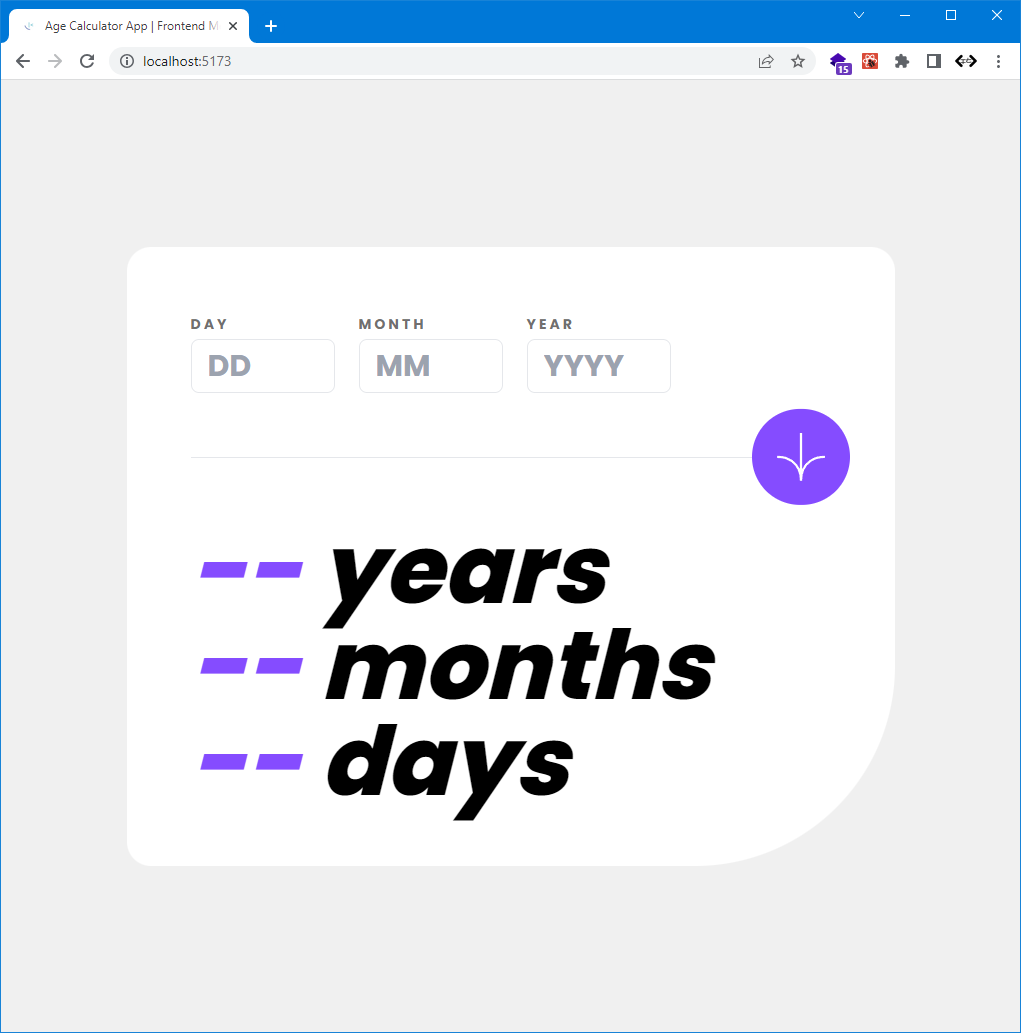 Age Calculator App | Frontend M
localhost:5173
15
DAY MONTH YEAR
DD MM YYYY
-- years
-- months
-- days